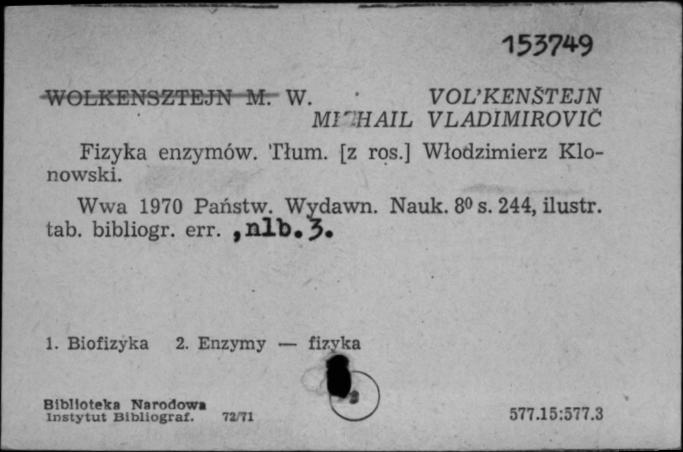 153749
WOLKENSZTEJN M. W. VOL'KENŠTEJN
MIHAIL VLADIMIROVIČ
Fizyka enzymów. Tłum. [z ros.] Włodzimierz Klo-
nowski.
Wwa 1970 Państw. Wydawn. Nauk. 8⁰ s. 244, ilustr.
tab. bibliogr. err. , nlb. 3.
1. Biofizyka 2. Enzymy — fizyka
Biblioteka Narodowa
Instytut Bibliograf. 72/71 577.15:577.3